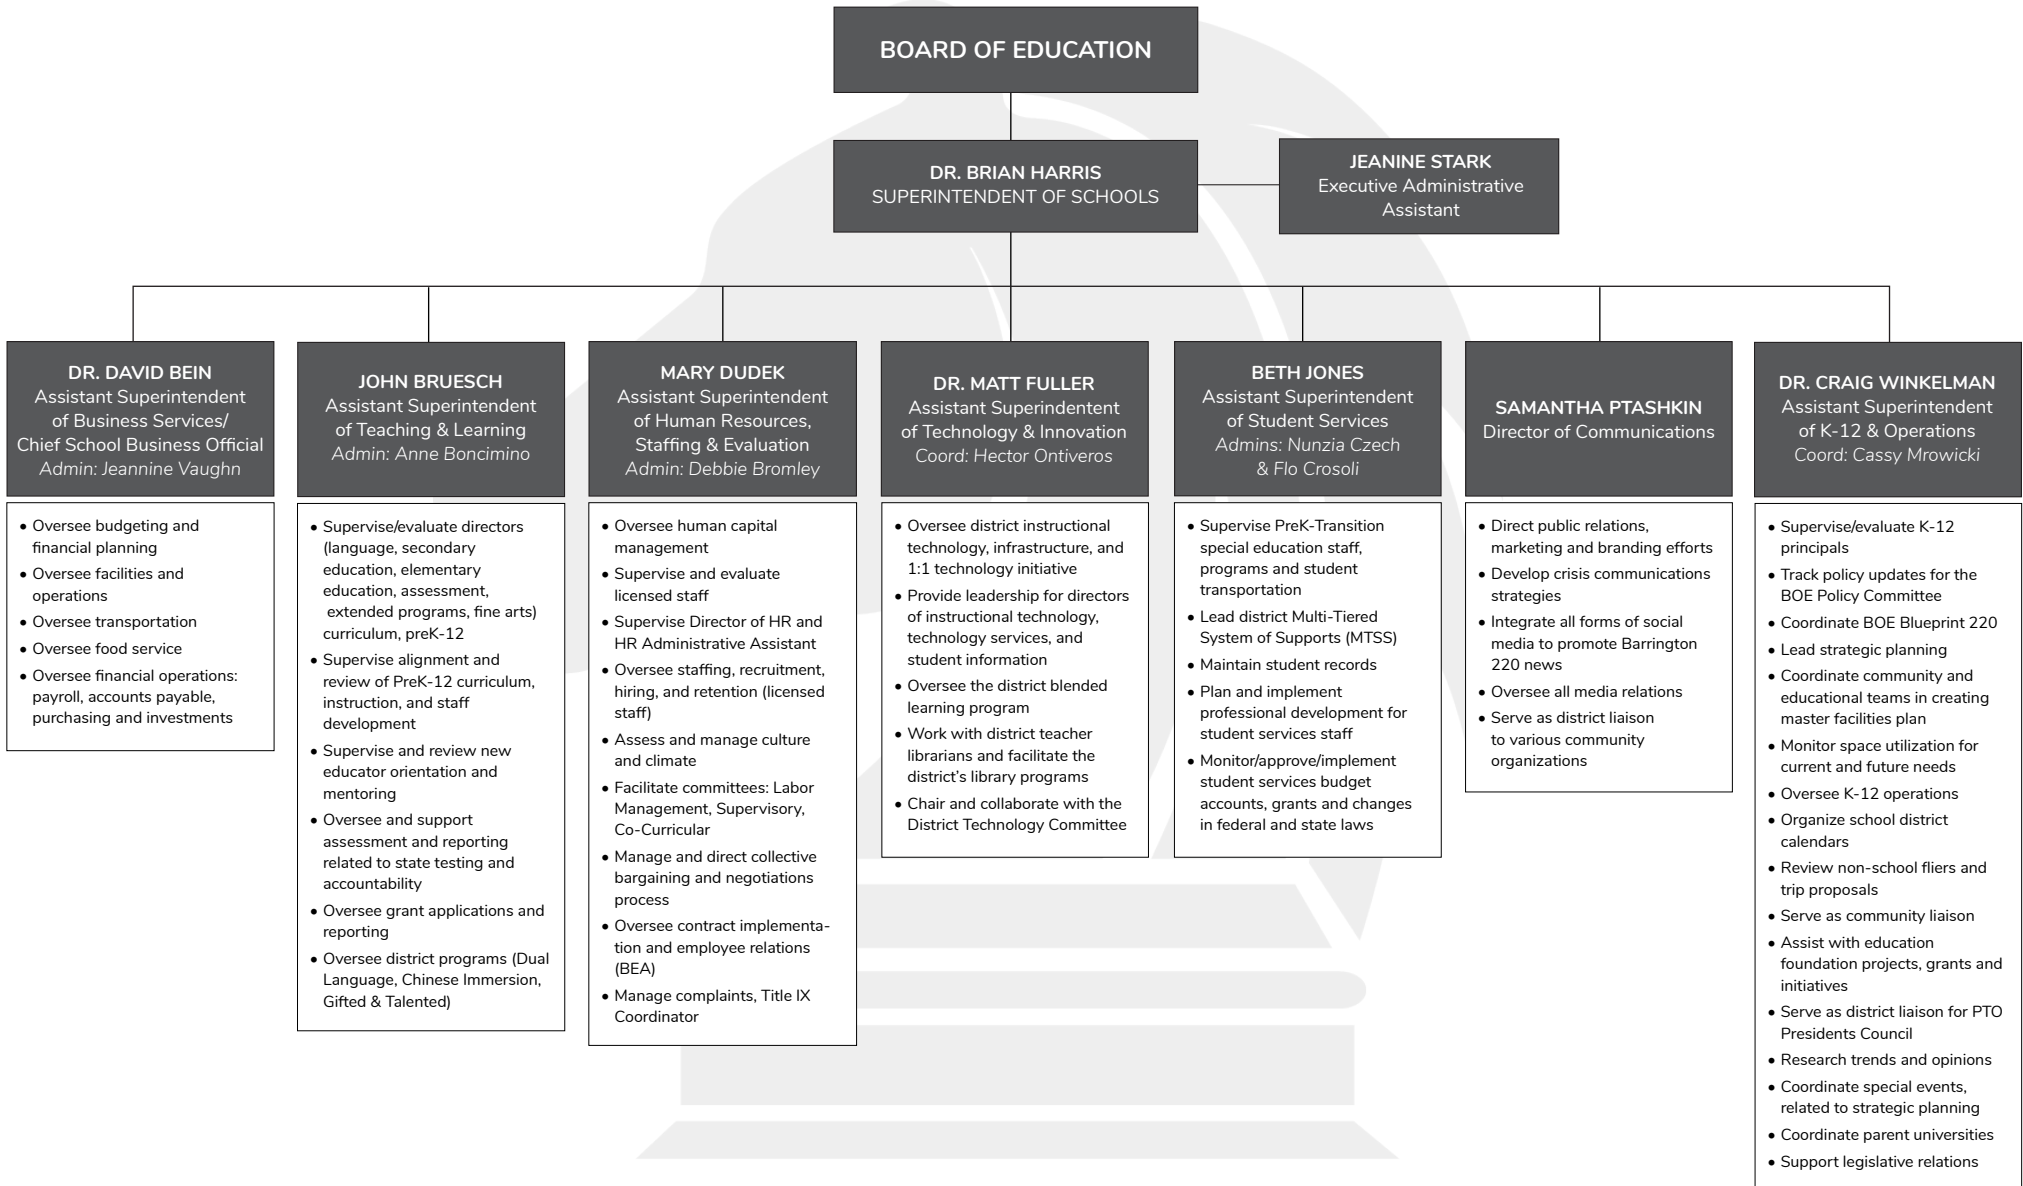 BOARD OF EDUCATION
DR. BRIAN HARRIS
SUPERINTENDENT OF SCHOOLS
JEANINE STARK
Executive Administrative
Assistant
DR. DAVID BEIN
Assistant Superintendent
of Business Services/
Chief School Business Official
Admin: Jeannine Vaughn
• Oversee budgeting and
financial planning
• Oversee facilities and
operations
• Oversee transportation
• Oversee food service
• Oversee financial operations:
payroll, accounts payable,
purchasing and investments
JOHN BRUESCH
Assistant Superintendent
of Teaching & Learning
Admin: Anne Boncimino
• Supervise/evaluate directors
(language, secondary
education, elementary
education, assessment,
extended programs, fine arts)
curriculum, preK-12
• Supervise alignment and
review of PreK-12 curriculum,
instruction, and staff
development
• Supervise and review new
educator orientation and
mentoring
• Oversee and support
assessment and reporting
related to state testing and
accountability
• Oversee grant applications and
reporting
• Oversee district programs (Dual
Language, Chinese Immersion,
Gifted & Talented)
MARY DUDEK
Assistant Superintendent
of Human Resources,
Staffing & Evaluation
Admin: Debbie Bromley
• Oversee human capital
management
• Supervise and evaluate
licensed staff
• Supervise Director of HR and
HR Administrative Assistant
• Oversee staffing, recruitment,
hiring, and retention (licensed
staff)
• Assess and manage culture
and climate
• Facilitate committees: Labor
Management, Supervisory,
Co-Curricular
• Manage and direct collective
bargaining and negotiations
process
• Oversee contract implementa-
tion and employee relations
(BEA)
• Manage complaints, Title IX
Coordinator
DR. MATT FULLER
Assistant Superindentent
of Technology & Innovation
Coord: Hector Ontiveros
• Oversee district instructional
technology, infrastructure, and
1:1 technology initiative
• Provide leadership for directors
of instructional technology,
technology services, and
student information
• Oversee the district blended
learning program
• Work with district teacher
librarians and facilitate the
district's library programs
• Chair and collaborate with the
District Technology Committee
BETH JONES
Assistant Superintendent
of Student Services
Admins: Nunzia Czech
& Flo Crosoli
• Supervise PreK-Transition
special education staff,
programs and student
transportation
• Lead district Multi-Tiered
System of Supports (MTSS)
• Maintain student records
• Plan and implement
professional development for
student services staff
• Monitor/approve/implement
student services budget
accounts, grants and changes
in federal and state laws
SAMANTHA PTASHKIN
Director of Communications
• Direct public relations,
marketing and branding efforts
• Develop crisis communications
strategies
• Integrate all forms of social
media to promote Barrington
220 news
• Oversee all media relations
• Serve as district liaison
to various community
organizations
DR. CRAIG WINKELMAN
Assistant Superintendent
of K-12 & Operations
Coord: Cassy Mrowicki
• Supervise/evaluate K-12
principals
• Track policy updates for the
BOE Policy Committee
• Coordinate BOE Blueprint 220
• Lead strategic planning
• Coordinate community and
educational teams in creating
master facilities plan
• Monitor space utilization for
current and future needs
• Oversee K-12 operations
• Organize school district
calendars
• Review non-school fliers and
trip proposals
• Serve as community liaison
• Assist with education
foundation projects, grants and
initiatives
• Serve as district liaison for PTO
Presidents Council
• Research trends and opinions
• Coordinate special events,
related to strategic planning
• Coordinate parent universities
• Support legislative relations